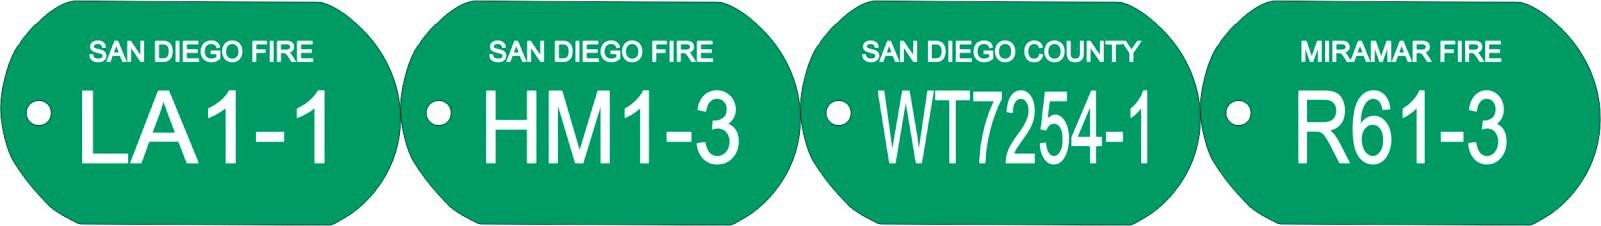 SAN DIEGO FIRE
LA1-1
SAN DIEGO FIRE
HM1-3
SAN DIEGO COUNTY
WT7254-1
MIRAMAR FIRE
R61-3